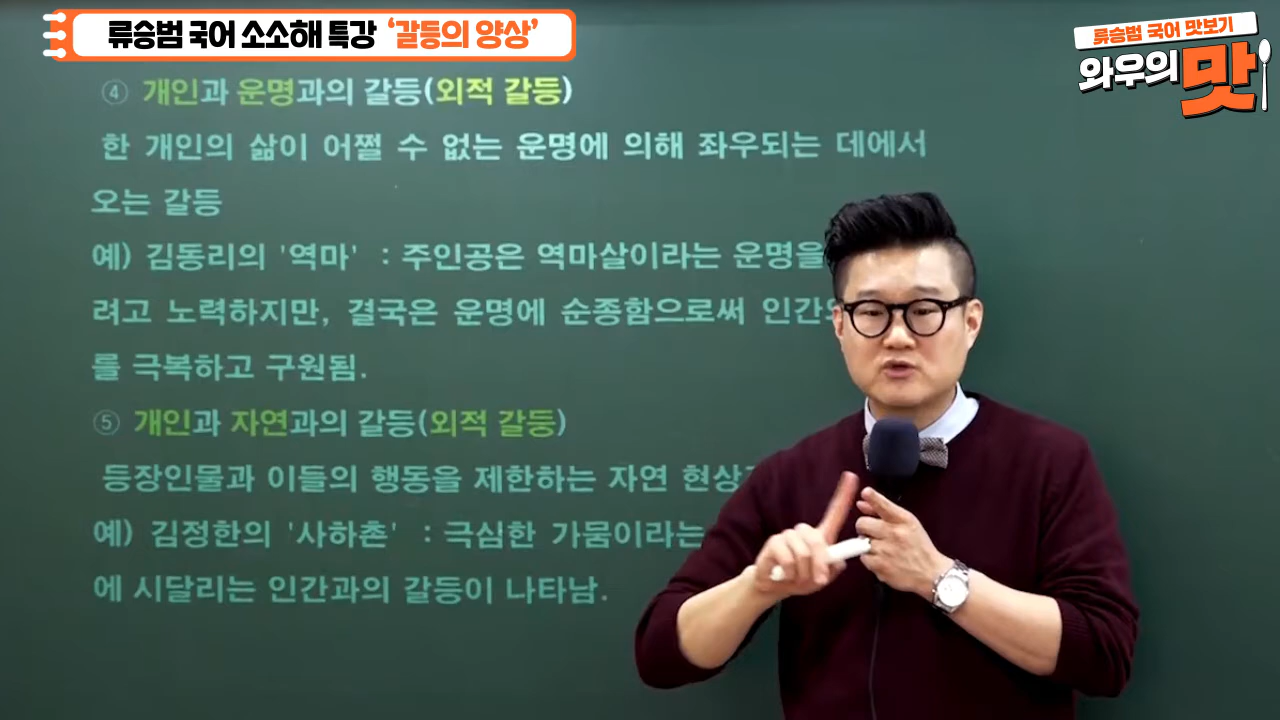 류승범 국어 소소해 특강 '갈등의 양상'
류승범 국어 맛보기
와우의 맛
④ 개인과 운명과의 갈등(외적 갈등)
한 개인의 삶이 어쩔 수 없는 운명에 의해 좌우되는 데에서
오는 갈등
예) 김동리의 '역마' : 주인공은 역마살이라는 운명을
려고 노력하지만, 결국은 운명에 순종함으로써 인간의
를 극복하고 구원됨.
⑤ 개인과 자연과의 갈등(외적 갈등)
등장인물과 이들의 행동을 제한하는 자연 현상
예) 김정한의 '사하촌' : 극심한 가뭄이라는
에 시달리는 인간과의 갈등이 나타남.